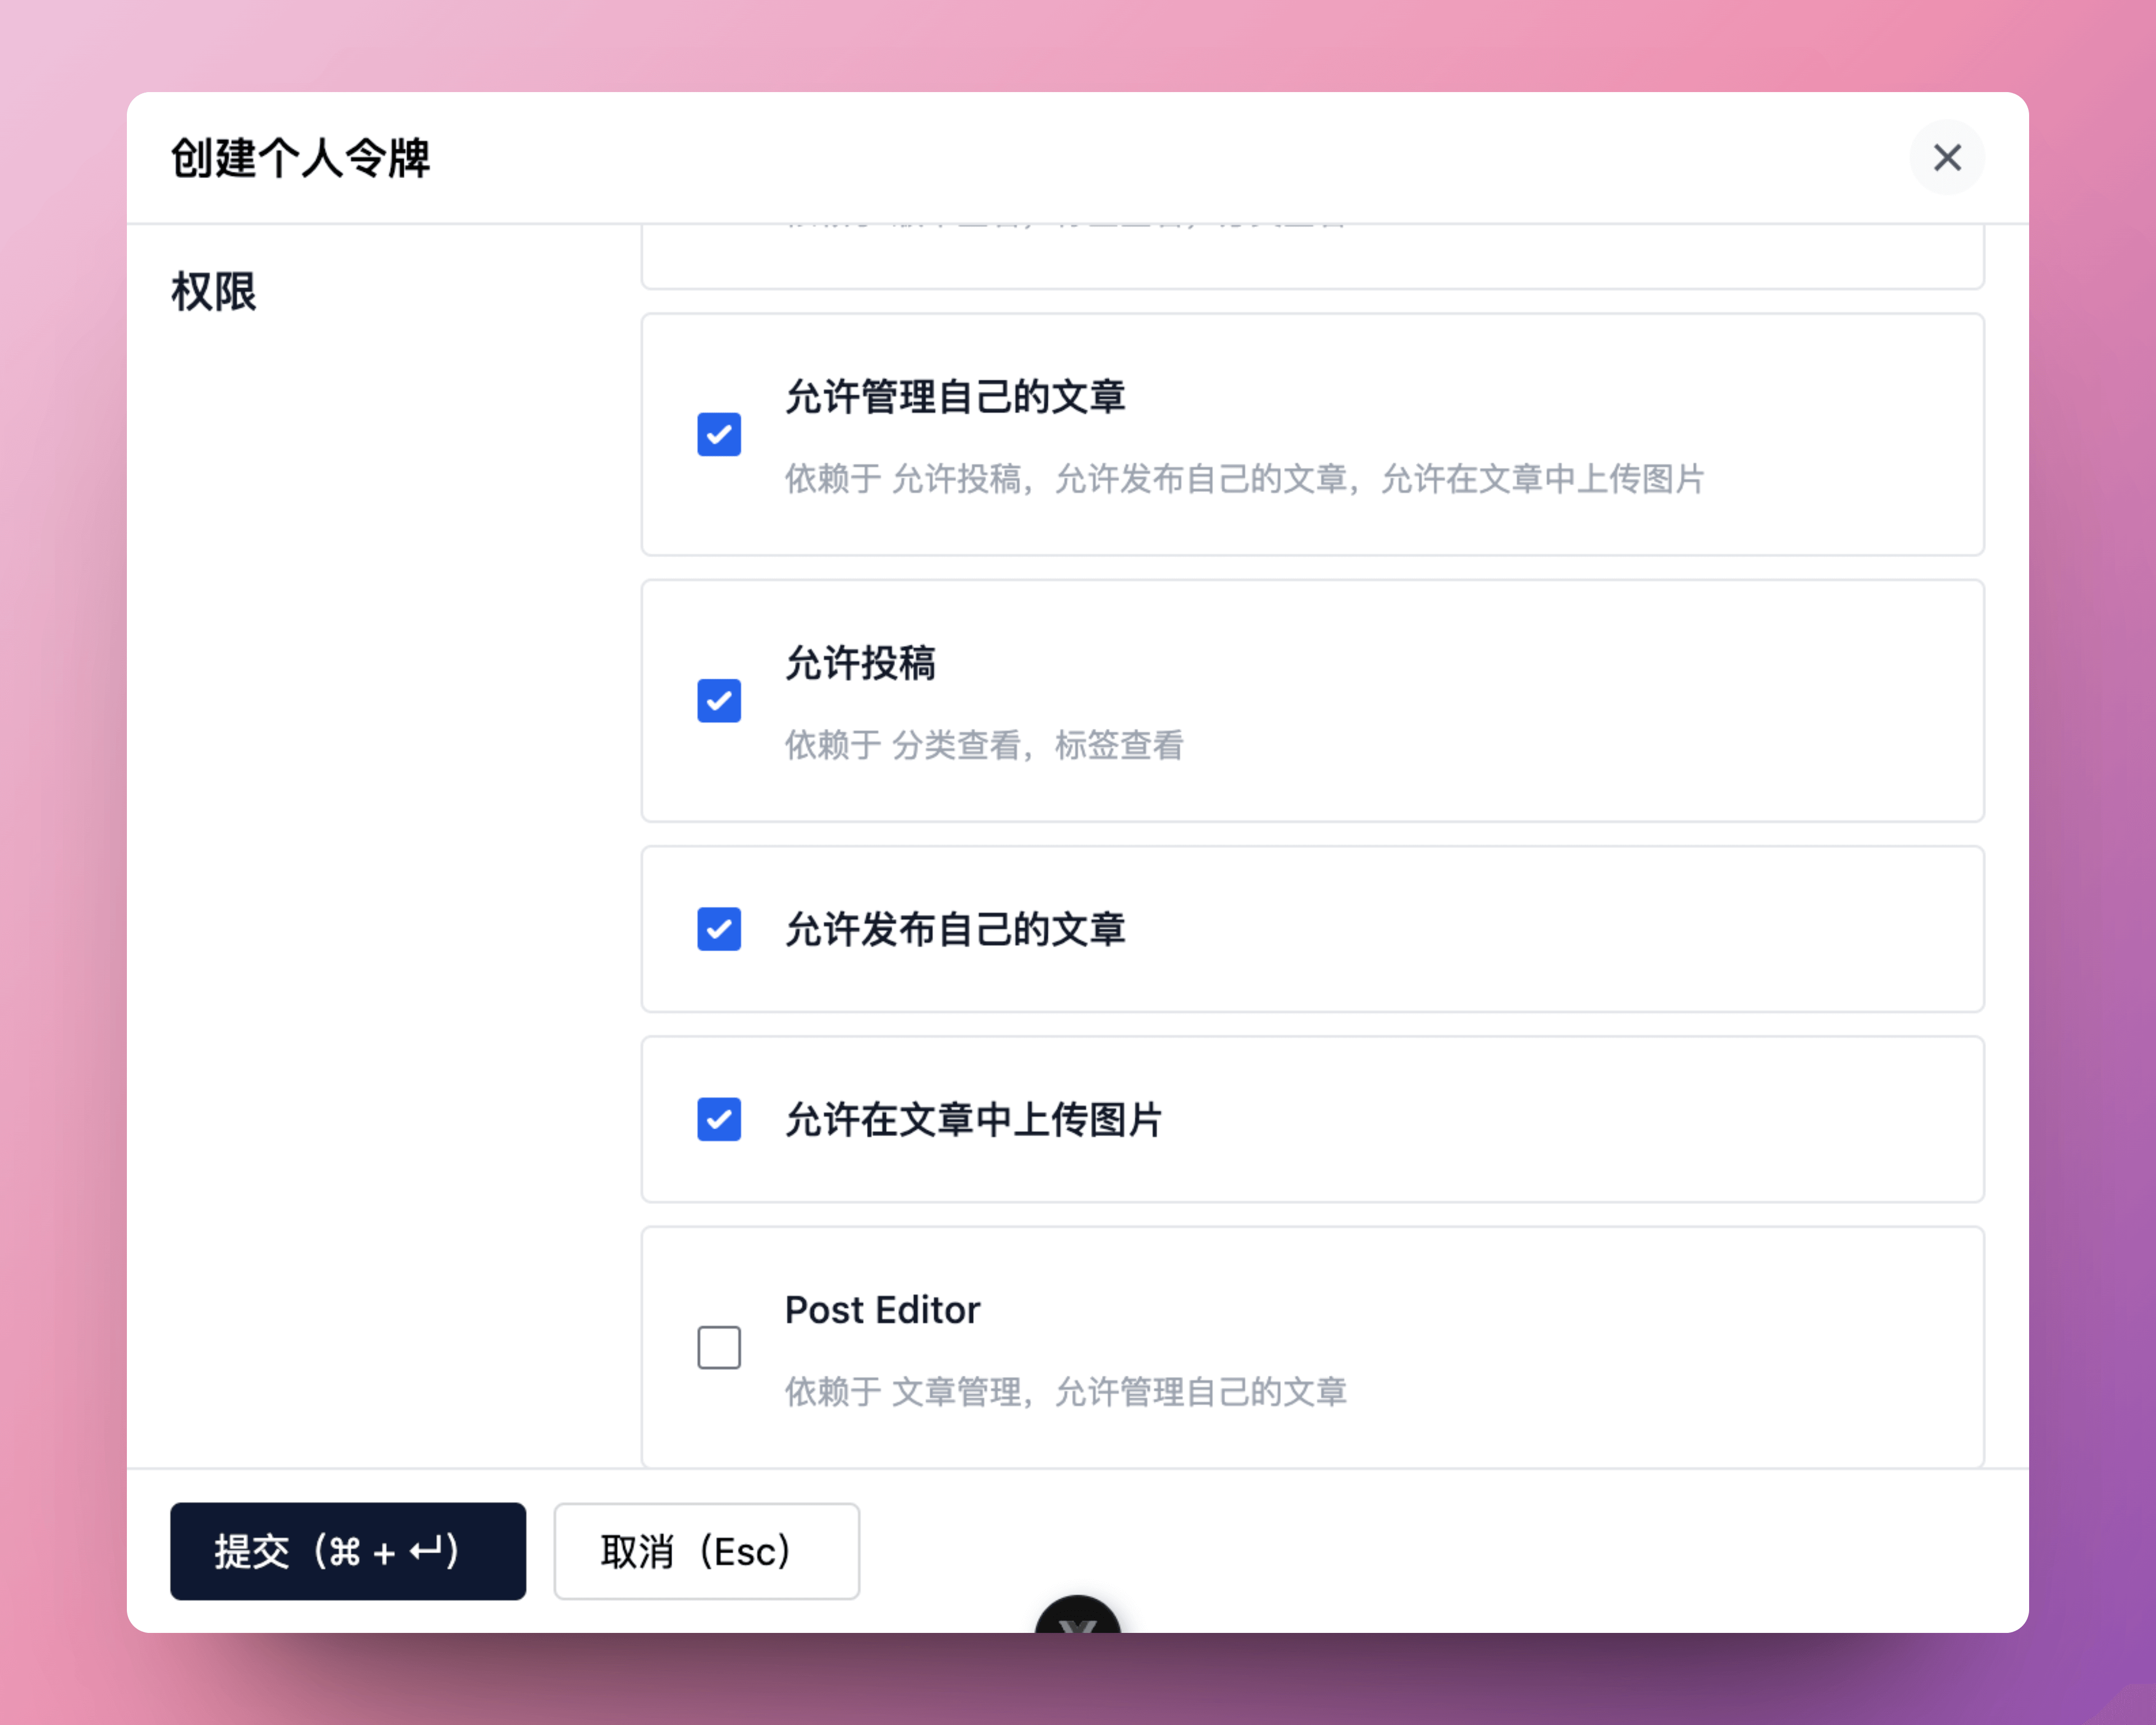 创建个人令牌
权限
允许管理自己的文章
依赖于 允许投稿，允许发布自己的文章，允许在文章中上传图片
允许投稿
依赖于 分类查看，标签查看
允许发布自己的文章
允许在文章中上传图片
Post Editor
依赖于 文章管理，允许管理自己的文章
提交（⌘ + ↵）
取消（Esc）